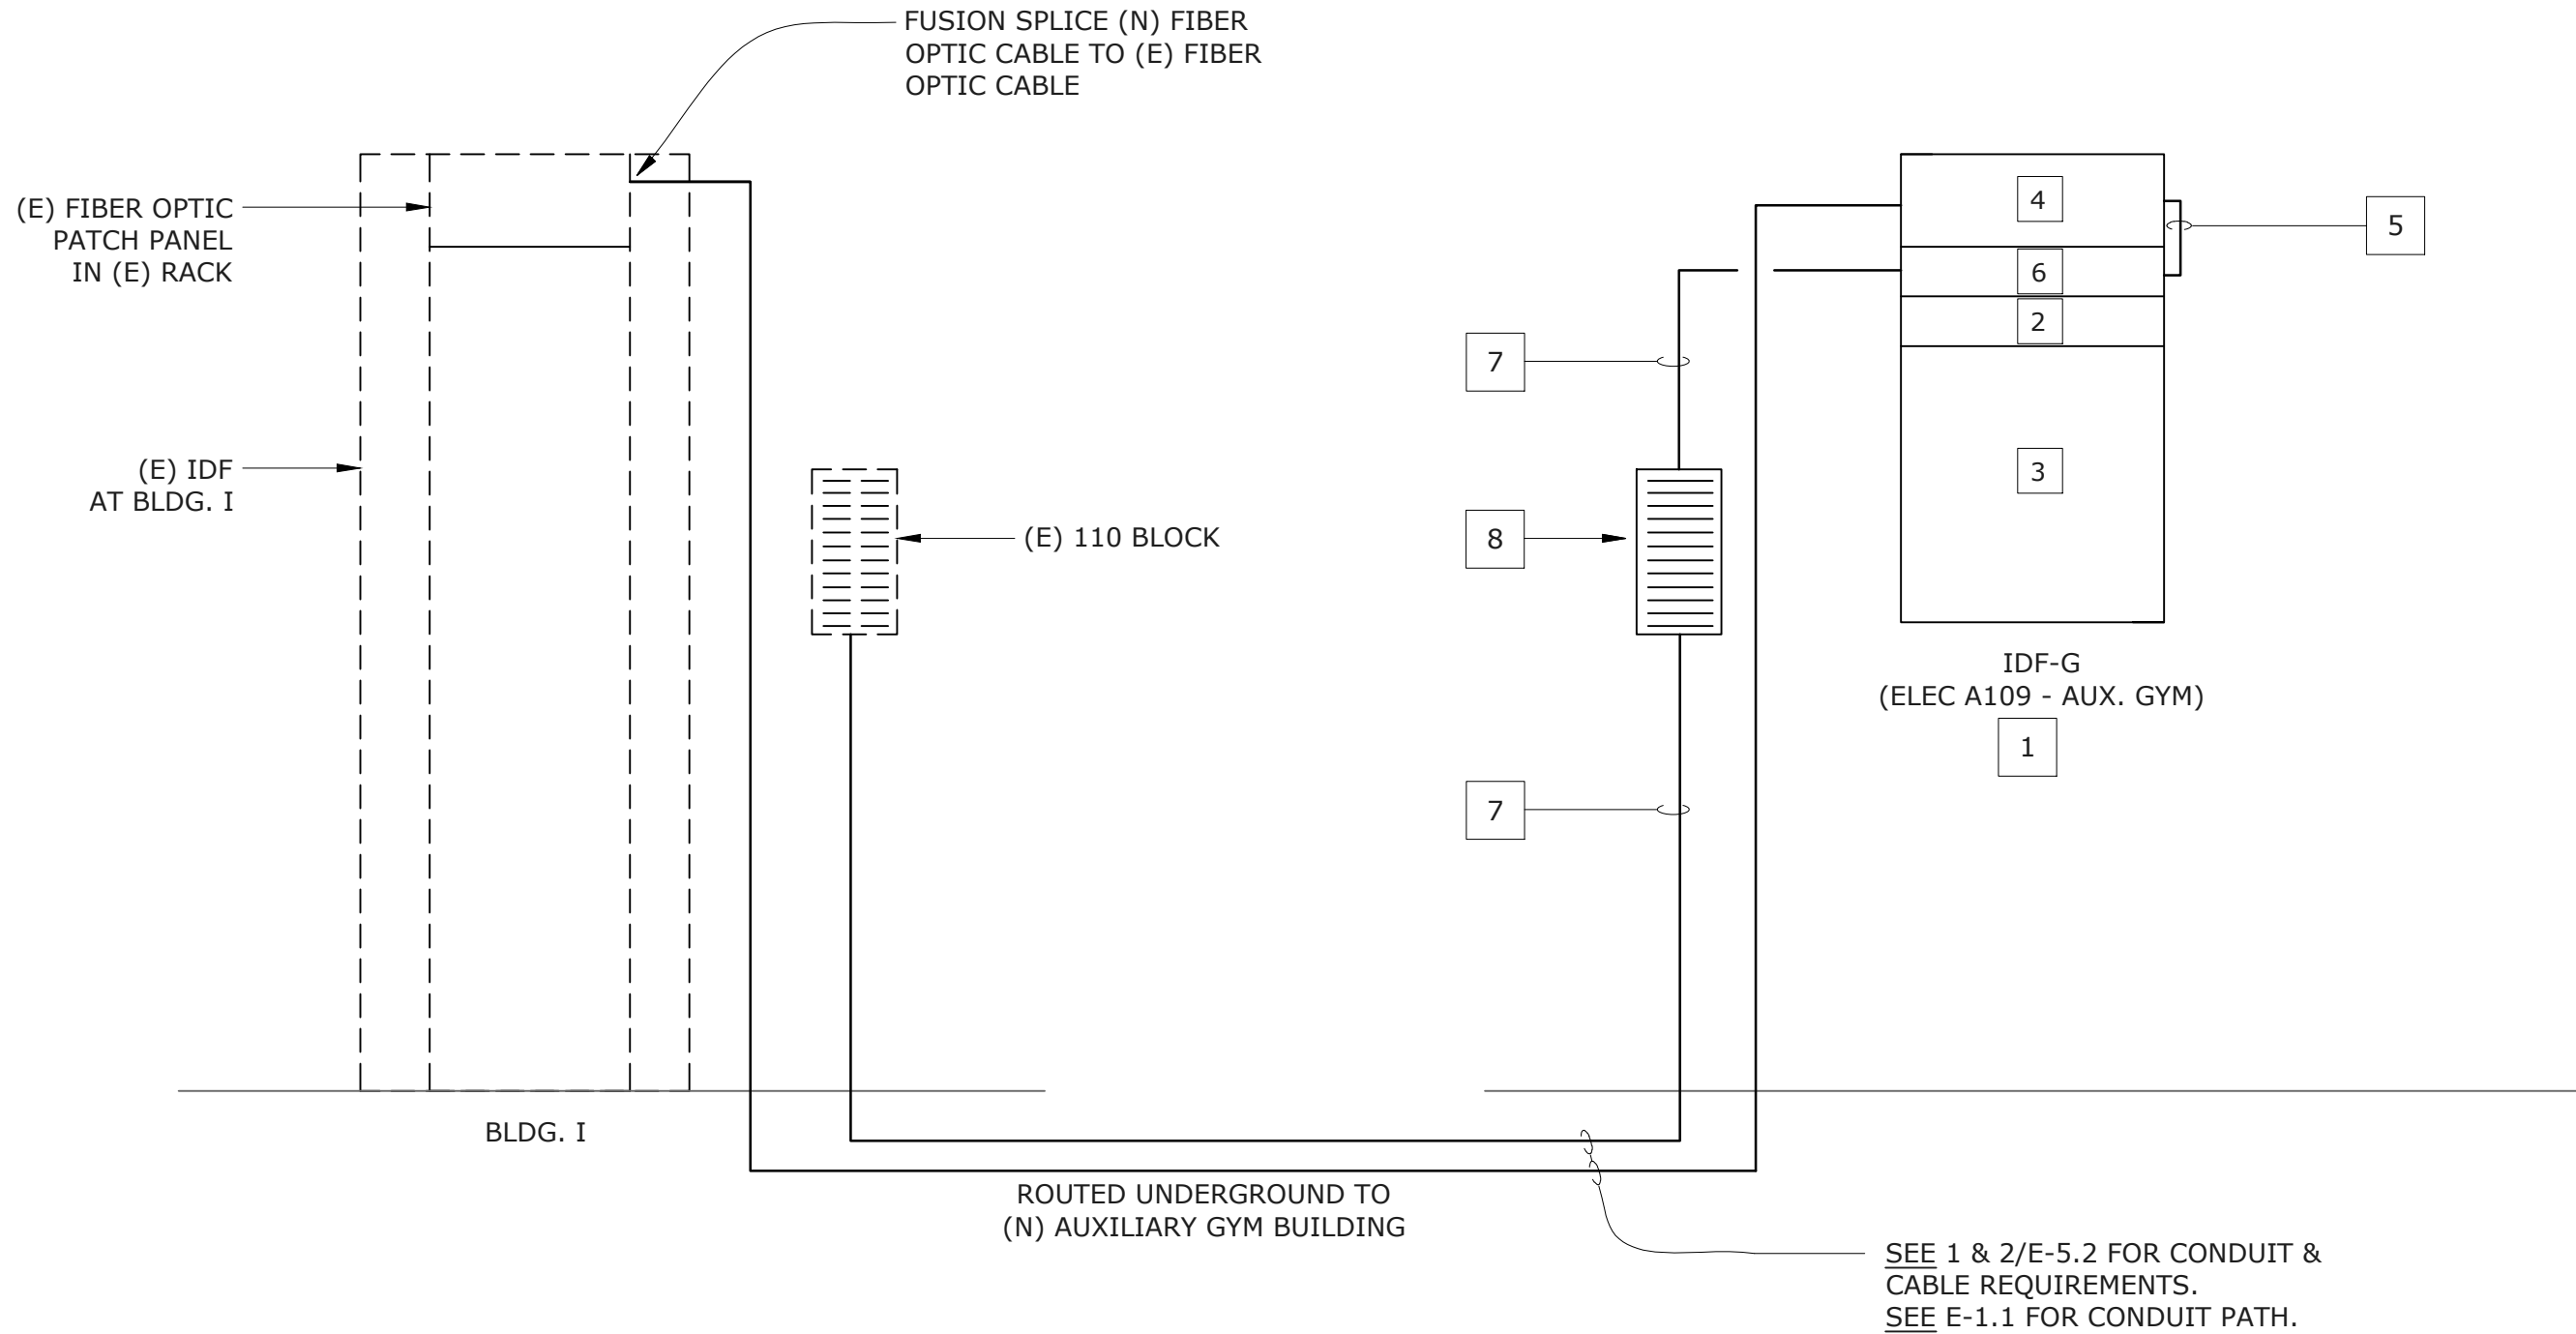 FUSION SPLICE (N) FIBER
OPTIC CABLE TO (E) FIBER
OPTIC CABLE
(E) FIBER OPTIC
PATCH PANEL
IN (E) RACK
4
5
6
2
7
(E) IDF
AT BLDG. I
3
(E) 110 BLOCK
8
IDF-G
(ELEC A109 - AUX. GYM)
1
7
BLDG. I
ROUTED UNDERGROUND TO
(N) AUXILIARY GYM BUILDING
SEE 1 & 2/E-5.2 FOR CONDUIT &
CABLE REQUIREMENTS.
SEE E-1.1 FOR CONDUIT PATH.